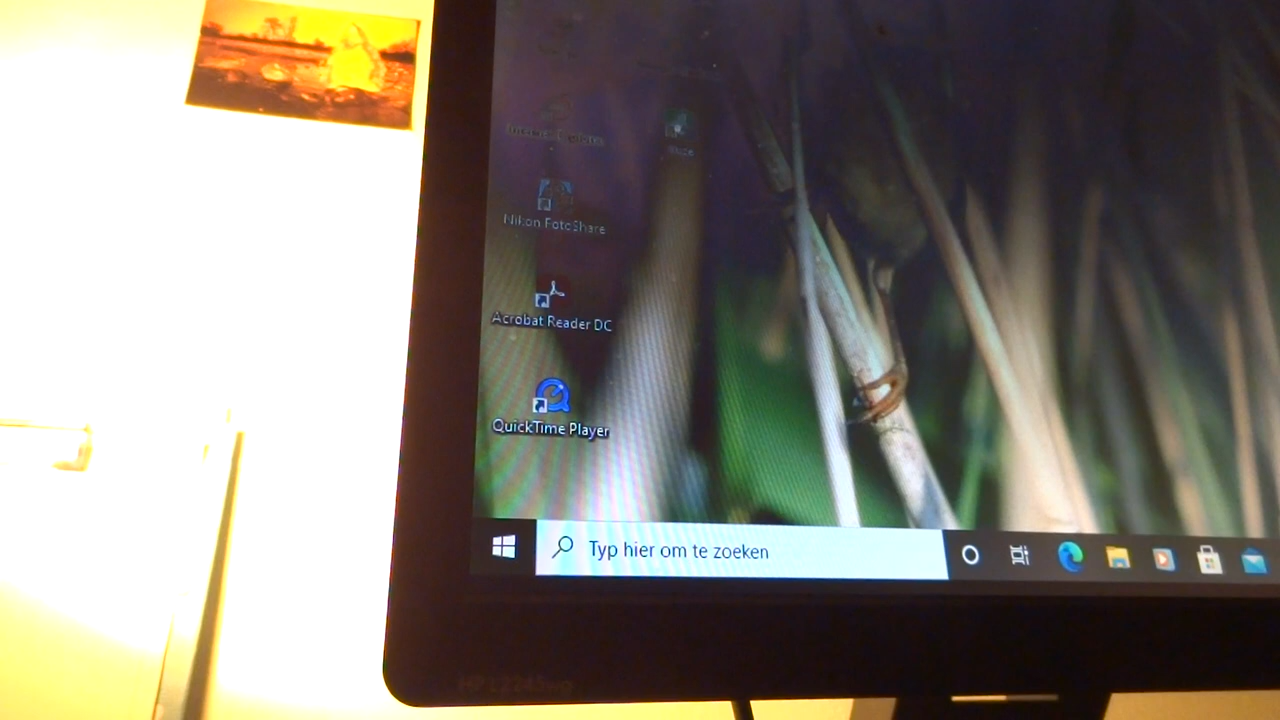 Nikon FotoShare
Acrobat Reader DC
QuickTime Player
Typ hier om te zoeken